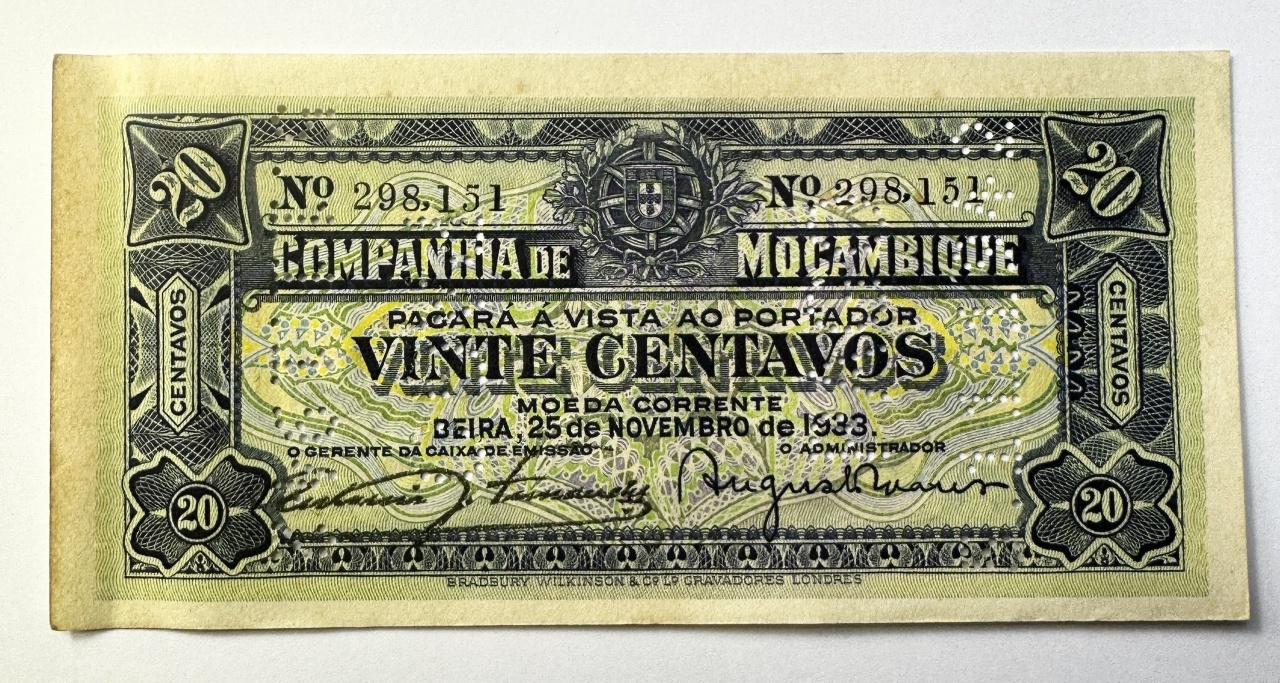 20 20
Nº 298,151 Nº 298,151
COMPANHIA DE MOÇAMBIQUE
PAGARÁ Á VISTA AO PORTADOR
VINTE CENTAVOS
MOEDA CORRENTE
BEIRA, 25 de NOVEMBRO de 1933.
O GERENTE DA CAIXA DE EMISSÃO O ADMINISTRADOR
CENTAVOS CENTAVOS
20 20
BRADBURY, WILKINSON & Cº Lᴰ GRAVADORES LONDRES